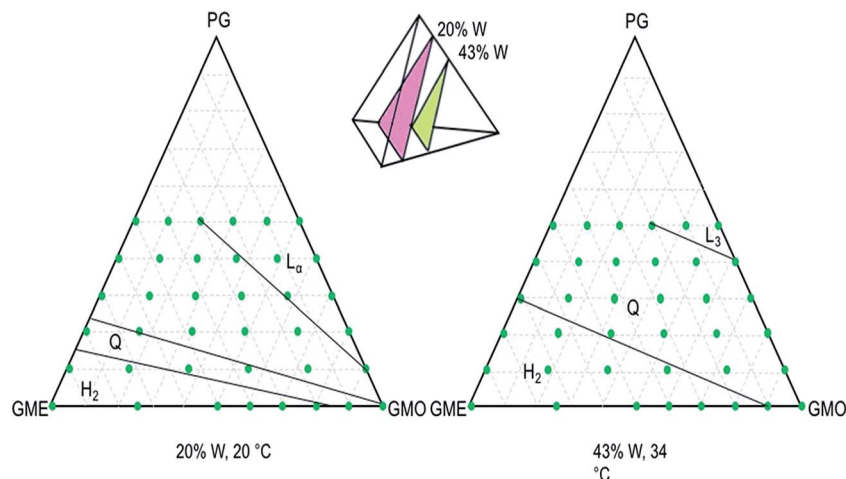 PG
PG
20% W
43% W
Lα
L3
Q
Q
H2
H2
GME
GMO
GME
GMO
20% W, 20 °C
43% W, 34
°C